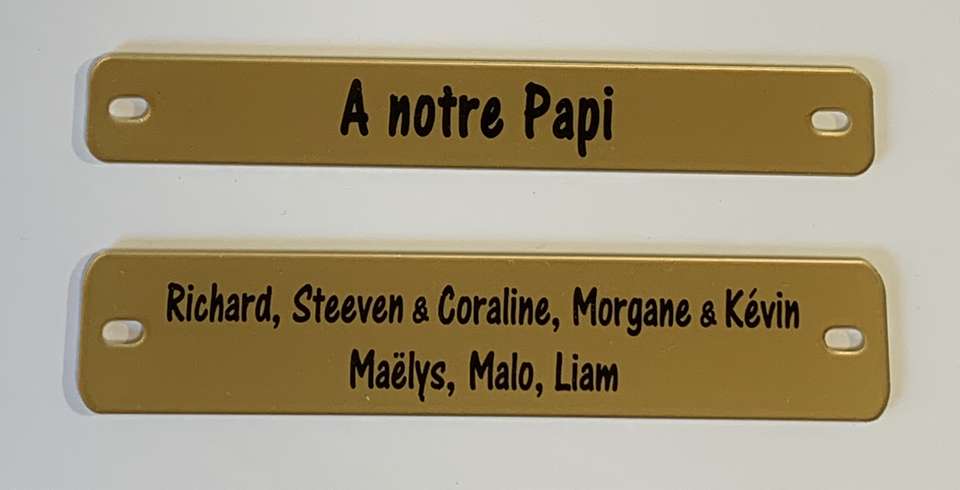 A notre Papi
Richard, Steeven & Coraline, Morgane & Kévin
Maëlys, Malo, Liam